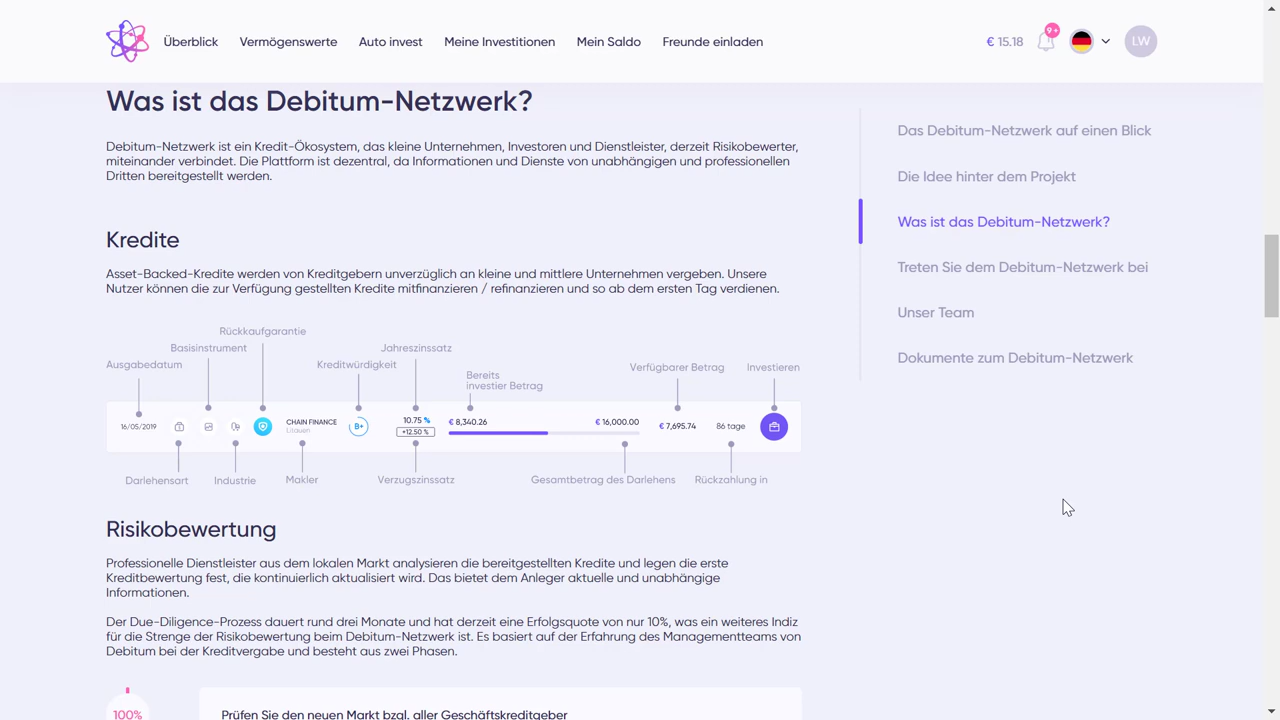 Überblick Vermögenswerte Auto invest Meine Investitionen Mein Saldo Freunde einladen € 15.18 9+ LW
Was ist das Debitum-Netzwerk?
Debitum-Netzwerk ist ein Kredit-Ökosystem, das kleine Unternehmen, Investoren und Dienstleister, derzeit Risikobewerter,
miteinander verbindet. Die Plattform ist dezentral, da Informationen und Dienste von unabhängigen und professionellen
Dritten bereitgestellt werden.
Kredite
Asset-Backed-Kredite werden von Kreditgebern unverzüglich an kleine und mittlere Unternehmen vergeben. Unsere
Nutzer können die zur Verfügung gestellten Kredite mitfinanzieren / refinanzieren und so ab dem ersten Tag verdienen.
Rückkaufgarantie
Basisinstrument Jahreszinssatz
Ausgabedatum Kreditwürdigkeit Verfügbarer Betrag Investieren
Bereits
investier Betrag
16/05/2019 CHAIN FINANCE B+ 10.75 % € 8,340.26 € 16,000.00 € 7,695.74 86 tage
Litauen +12.50 %
Darlehensart Industrie Makler Verzugszinssatz Gesamtbetrag des Darlehens Rückzahlung in
Risikobewertung
Professionelle Dienstleister aus dem lokalen Markt analysieren die bereitgestellten Kredite und legen die erste
Kreditbewertung fest, die kontinuierlich aktualisiert wird. Das bietet dem Anleger aktuelle und unabhängige
Informationen.
Der Due-Diligence-Prozess dauert rund drei Monate und hat derzeit eine Erfolgsquote von nur 10%, was ein weiteres Indiz
für die Strenge der Risikobewertung beim Debitum-Netzwerk ist. Es basiert auf der Erfahrung des Managementteams von
Debitum bei der Kreditvergabe und besteht aus zwei Phasen.
100% Prüfen Sie den neuen Markt bzgl. aller Geschäftskreditgeber
Das Debitum-Netzwerk auf einen Blick
Die Idee hinter dem Projekt
Was ist das Debitum-Netzwerk?
Treten Sie dem Debitum-Netzwerk bei
Unser Team
Dokumente zum Debitum-Netzwerk